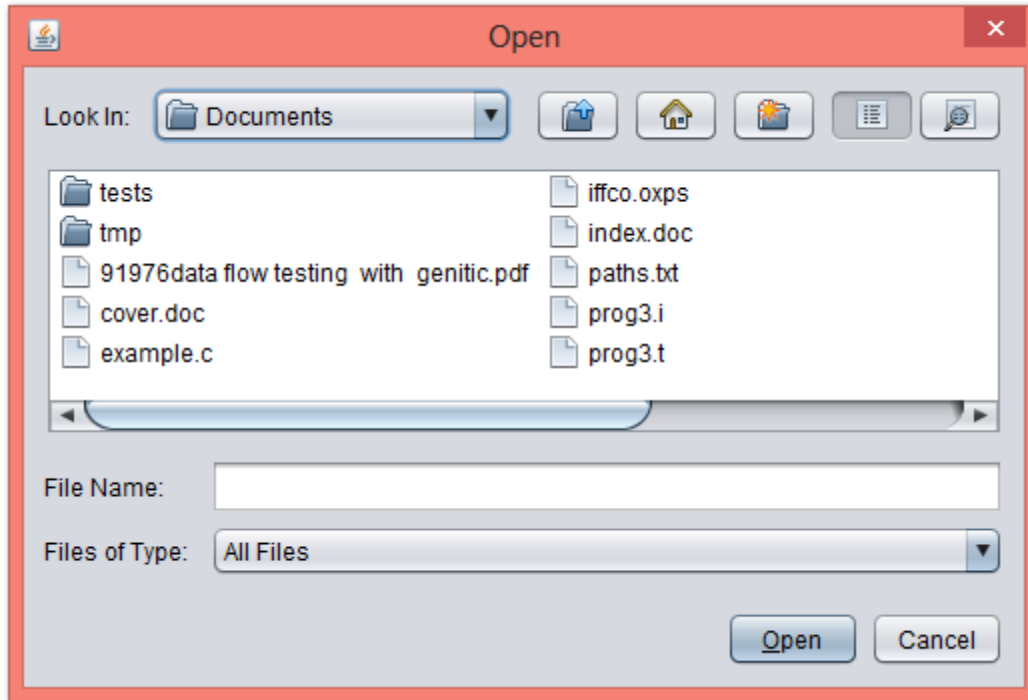 Open
Look In: Documents
tests
tmp
91976data flow testing  with  genitic.pdf
cover.doc
example.c
iffco.oxps
index.doc
paths.txt
prog3.i
prog3.t
File Name:
Files of Type: All Files
Open Cancel